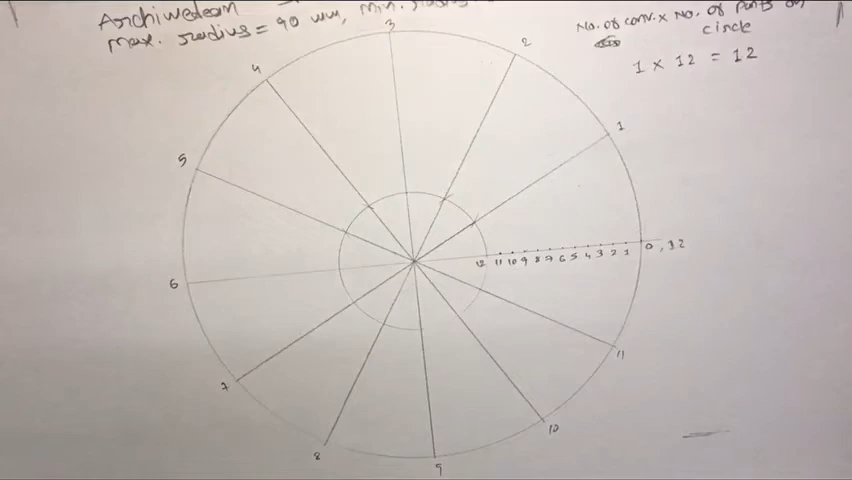 Archimedean
Max. radius = 90 mm, Min.
No. of conv. x No. of parts
circle
1 x 12 = 12
3
2
4
1
5
0, 12
12 11 10 9 8 7 6 5 4 3 2 1
6
11
7
10
8
9